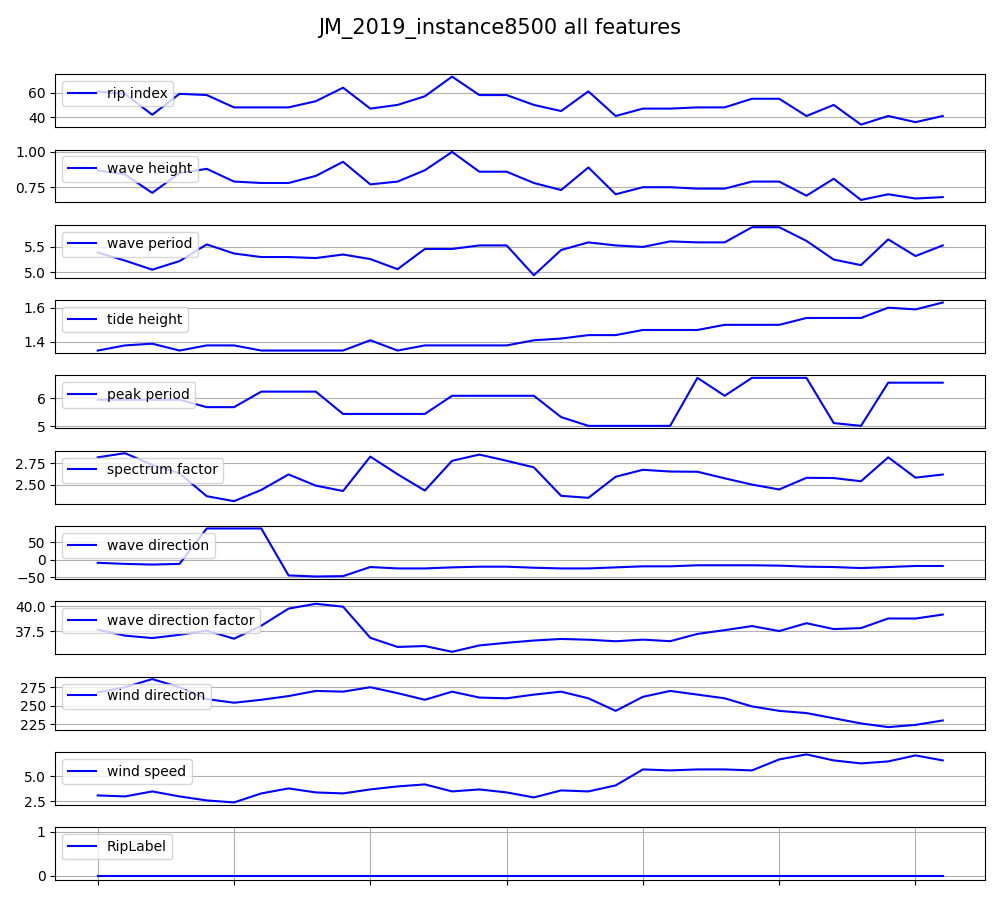 JM_2019_instance8500 all features
60
40
rip index
1.00
0.75
wave height
5.5
5.0
wave period
1.6
1.4
tide height
6
5
peak period
2.75
2.50
spectrum factor
50
0
−50
wave direction
40.0
37.5
wave direction factor
275
250
225
wind direction
5.0
2.5
wind speed
1
0
RipLabel